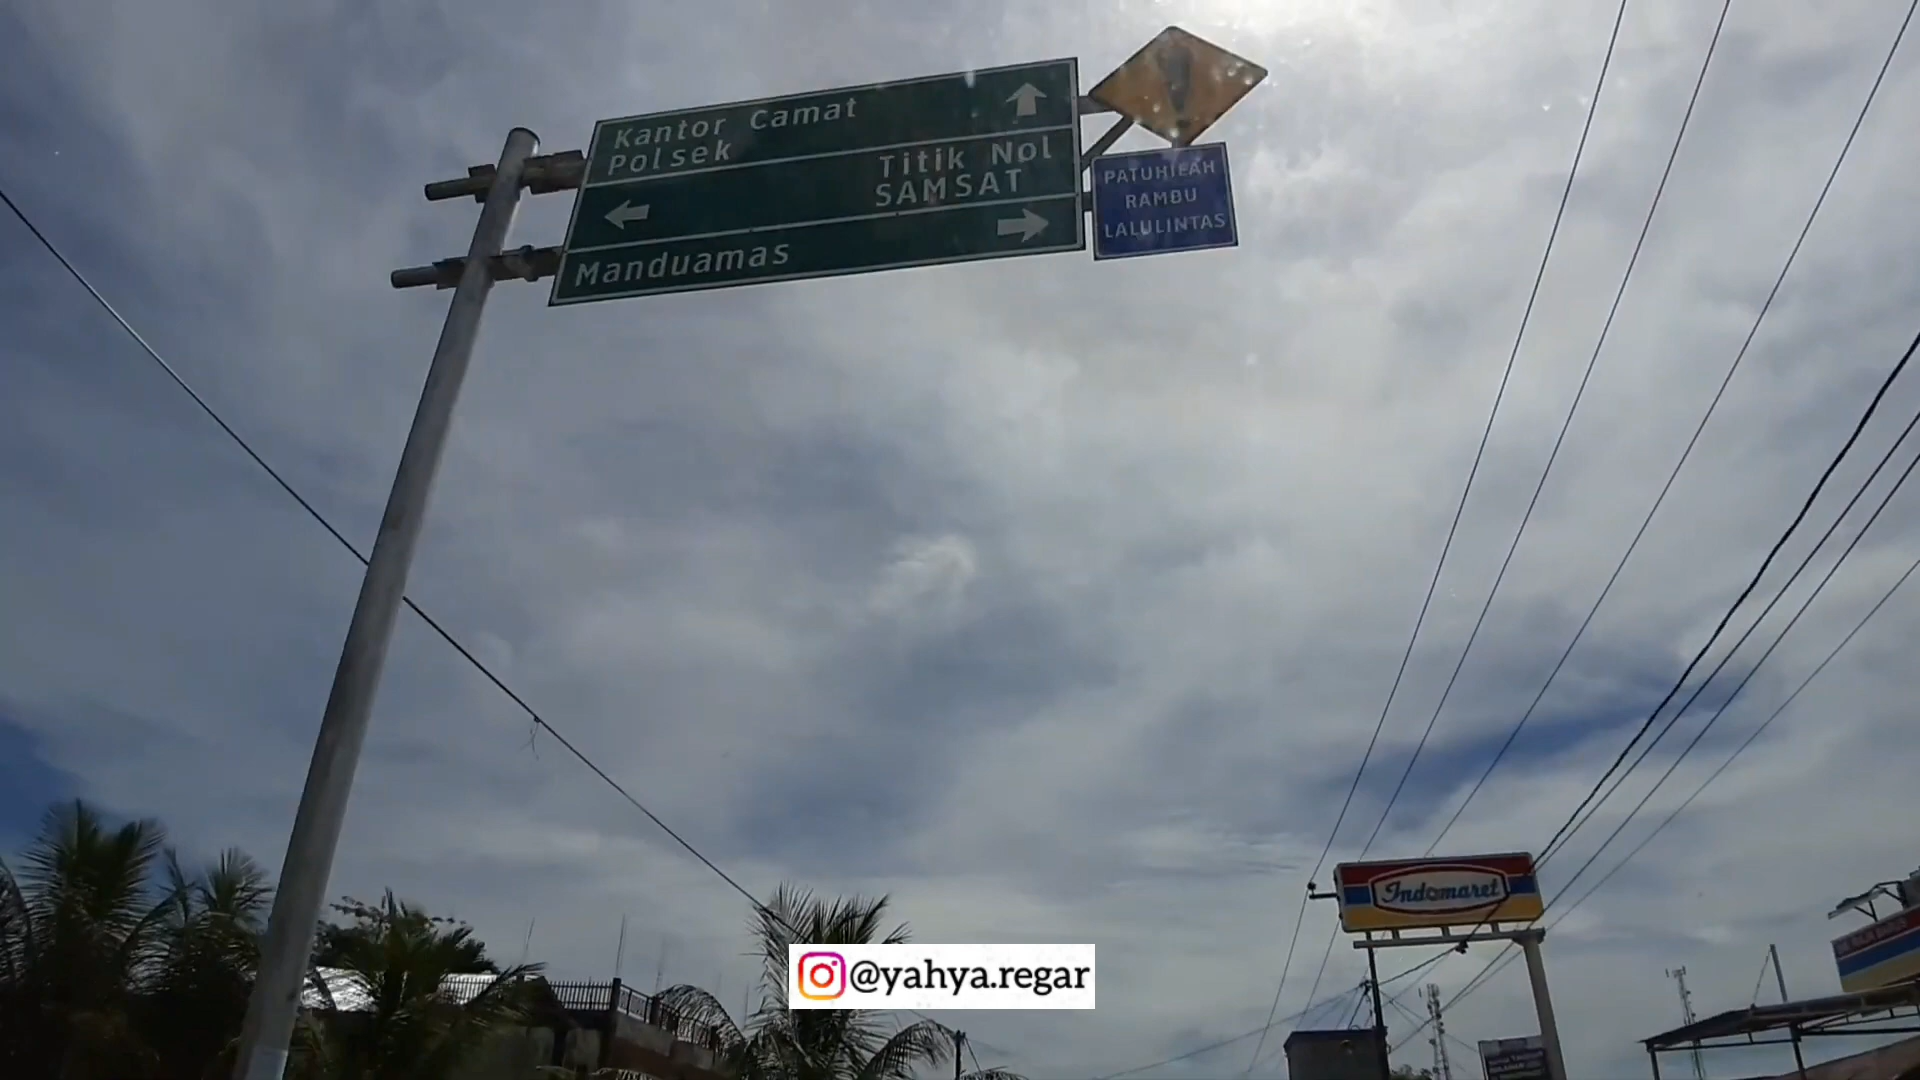 Kantor Camat
Polsek
Titik Nol
SAMSAT
Manduamas
PATUHILAH
RAMBU
LALULINTAS
Indomaret
@yahya.regar